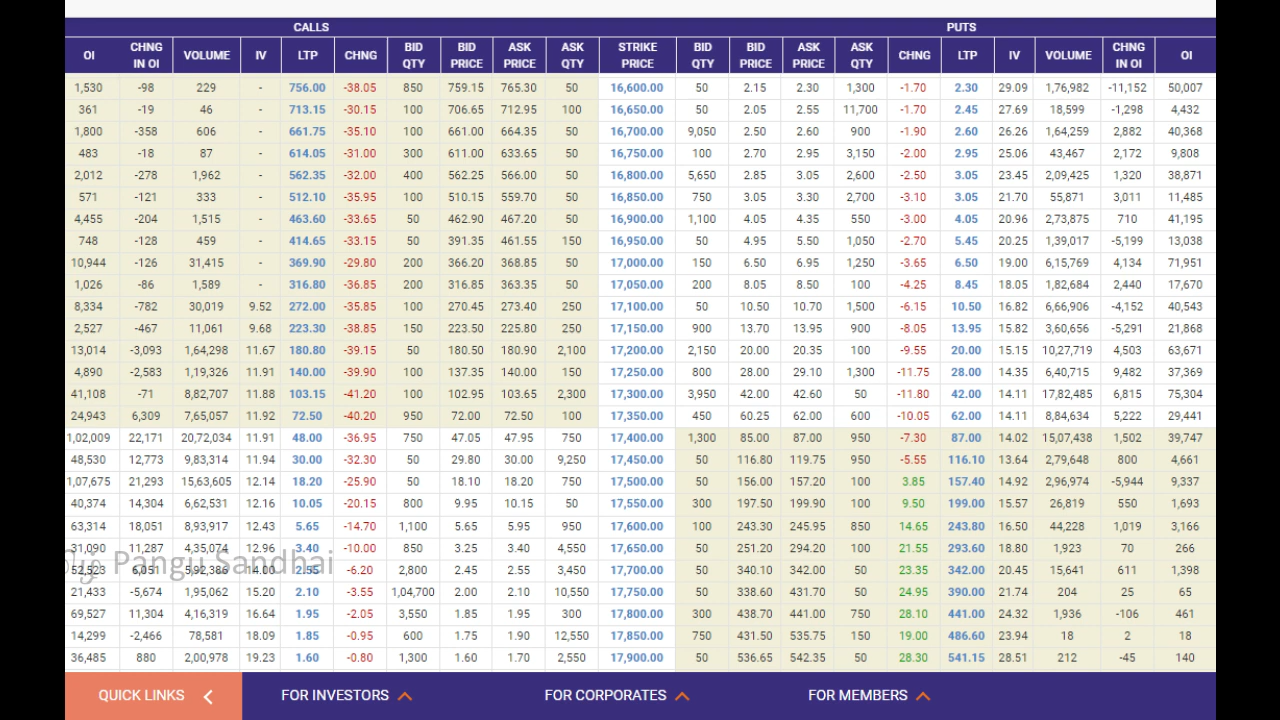 CALLS PUTS
OI CHNG IN OI VOLUME IV LTP CHNG BID QTY BID PRICE ASK PRICE ASK QTY STRIKE PRICE BID QTY BID PRICE ASK PRICE ASK QTY CHNG LTP IV VOLUME CHNG IN OI OI
1,530 -98 229 - 756.00 -38.05 850 759.15 765.30 50 16,600.00 50 2.15 2.30 1,300 -1.70 2.30 29.09 1,76,982 -11,152 50,007
361 -19 46 - 713.15 -30.15 100 706.65 712.95 100 16,650.00 50 2.05 2.55 11,700 -1.70 2.45 27.69 18,599 -1,298 4,432
1,800 -358 606 - 661.75 -35.10 100 661.00 664.35 50 16,700.00 9,050 2.50 2.60 900 -1.90 2.60 26.26 1,64,259 2,882 40,368
483 -18 87 - 614.05 -31.00 300 611.00 633.65 50 16,750.00 100 2.70 2.95 3,150 -2.00 2.95 25.06 43,467 2,172 9,808
2,012 -278 1,962 - 562.35 -32.00 400 562.25 566.00 50 16,800.00 5,650 2.85 3.05 2,600 -2.50 3.05 23.45 2,09,425 1,320 38,871
571 -121 333 - 512.10 -35.95 100 510.15 559.70 50 16,850.00 750 3.05 3.30 2,700 -3.10 3.05 21.70 55,871 3,011 11,485
4,455 -204 1,515 - 463.60 -33.65 50 462.90 467.20 50 16,900.00 1,100 4.05 4.35 550 -3.00 4.05 20.96 2,73,875 710 41,195
748 -128 459 - 414.65 -33.15 50 391.35 461.55 150 16,950.00 50 4.95 5.50 1,050 -2.70 5.45 20.25 1,39,017 -5,199 13,038
10,944 -126 31,415 - 369.90 -29.80 200 366.20 368.85 50 17,000.00 150 6.50 6.95 1,250 -3.65 6.50 19.00 6,15,769 4,134 71,951
1,026 -86 1,589 - 316.80 -36.85 200 316.85 363.35 50 17,050.00 200 8.05 8.50 100 -4.25 8.45 18.05 1,82,684 2,440 17,670
8,334 -782 30,019 9.52 272.00 -35.85 100 270.45 273.40 250 17,100.00 50 10.50 10.70 1,500 -6.15 10.50 16.82 6,66,906 -4,152 40,543
2,527 -467 11,061 9.68 223.30 -38.85 150 223.50 225.80 250 17,150.00 900 13.70 13.95 900 -8.05 13.95 15.82 3,60,656 -5,291 21,868
13,014 -3,093 1,64,298 11.67 180.80 -39.15 50 180.50 180.90 2,100 17,200.00 2,150 20.00 20.35 100 -9.55 20.00 15.15 10,27,719 4,503 63,671
4,890 -2,583 1,19,326 11.91 140.00 -39.90 100 137.35 140.00 150 17,250.00 800 28.00 29.10 1,300 -11.75 28.00 14.35 6,40,715 9,482 37,369
41,108 -71 8,82,707 11.88 103.15 -41.20 100 102.95 103.65 2,300 17,300.00 3,950 42.00 42.60 50 -11.80 42.00 14.11 17,82,485 6,815 75,304
24,943 6,309 7,65,057 11.92 72.50 -40.20 950 72.00 72.50 100 17,350.00 450 60.25 62.00 600 -10.05 62.00 14.11 8,84,634 5,222 29,441
1,02,009 22,171 20,72,034 11.91 48.00 -36.95 750 47.05 47.95 750 17,400.00 1,300 85.00 87.00 950 -7.30 87.00 14.02 15,07,438 1,502 39,747
48,530 12,773 9,83,314 11.94 30.00 -32.30 50 29.80 30.00 9,250 17,450.00 50 116.80 119.75 950 -5.55 116.10 13.64 2,79,648 800 4,661
1,07,675 21,293 15,63,605 12.14 18.20 -25.90 50 18.10 18.20 750 17,500.00 50 156.00 157.20 100 3.85 157.40 14.92 2,96,974 -5,944 9,337
40,374 14,304 6,62,531 12.16 10.05 -20.15 800 9.95 10.15 50 17,550.00 300 197.50 199.90 100 9.50 199.00 15.57 26,819 550 1,693
63,314 18,051 8,93,917 12.43 5.65 -14.70 1,100 5.65 5.95 950 17,600.00 100 243.30 245.95 850 14.65 243.80 16.50 44,228 1,019 3,166
31,090 11,287 4,35,074 12.96 3.40 -10.00 850 3.25 3.40 4,550 17,650.00 50 251.20 294.20 100 21.55 293.60 18.80 1,923 70 266
Pangu Sandhai
52,523 6,051 5,92,386 14.00 2.55 -6.20 2,800 2.45 2.55 3,450 17,700.00 50 340.10 342.00 50 23.35 342.00 20.45 15,641 611 1,398
21,433 -5,674 1,95,062 15.20 2.10 -3.55 1,04,700 2.00 2.10 10,550 17,750.00 50 338.60 431.70 50 24.95 390.00 21.74 204 25 65
69,527 11,304 4,16,319 16.64 1.95 -2.05 3,550 1.85 1.95 300 17,800.00 300 438.70 441.00 750 28.10 441.00 24.32 1,936 -106 461
14,299 -2,466 78,581 18.09 1.85 -0.95 600 1.75 1.90 12,550 17,850.00 750 431.50 535.75 150 19.00 486.60 23.94 18 2 18
36,485 880 2,00,978 19.23 1.60 -0.80 1,300 1.60 1.70 2,550 17,900.00 50 536.65 542.35 50 28.30 541.15 28.51 212 -45 140
QUICK LINKS FOR INVESTORS FOR CORPORATES FOR MEMBERS